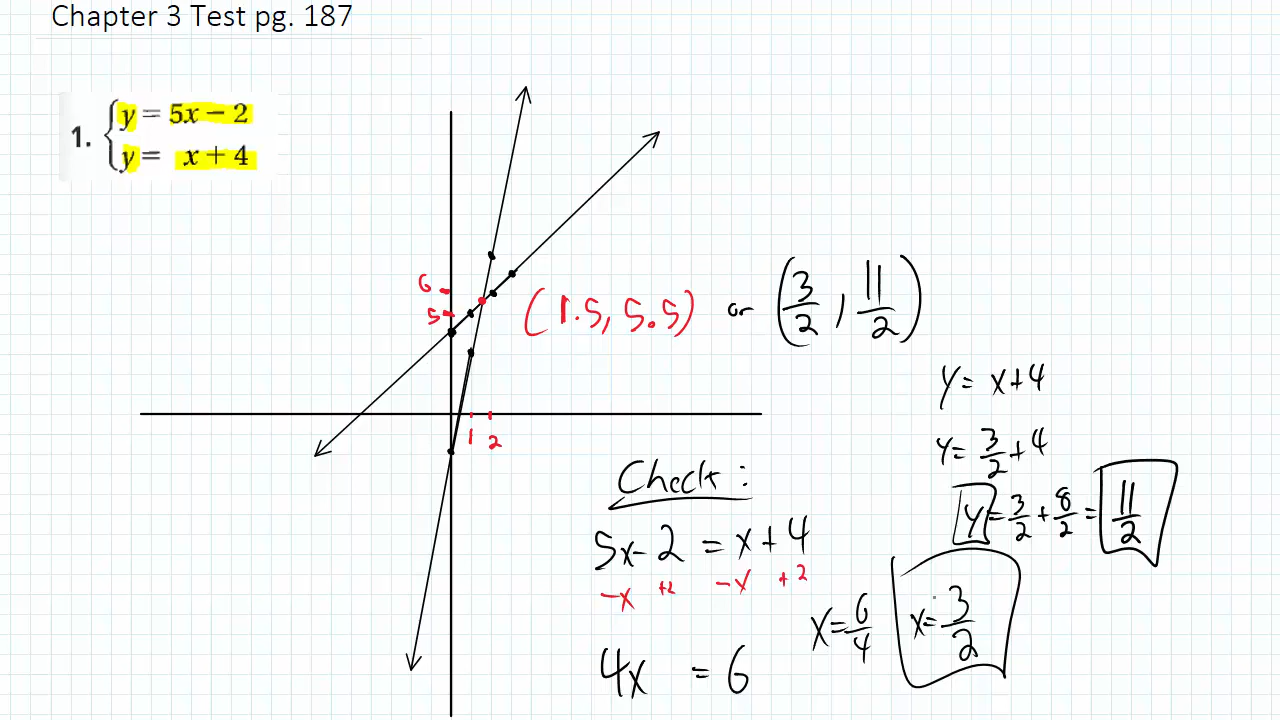 Chapter 3 Test pg. 187
1. { y = 5x − 2
y = x + 4
6
5
(1.5, 5.5) or (3/2, 11/2)
1 2
y = x+4
y = 3/2 + 4
y = 3/2 + 8/2 = 11/2
Check:
5x - 2 = x + 4
-x +2 -x +2
4x = 6
x = 6/4 x = 3/2